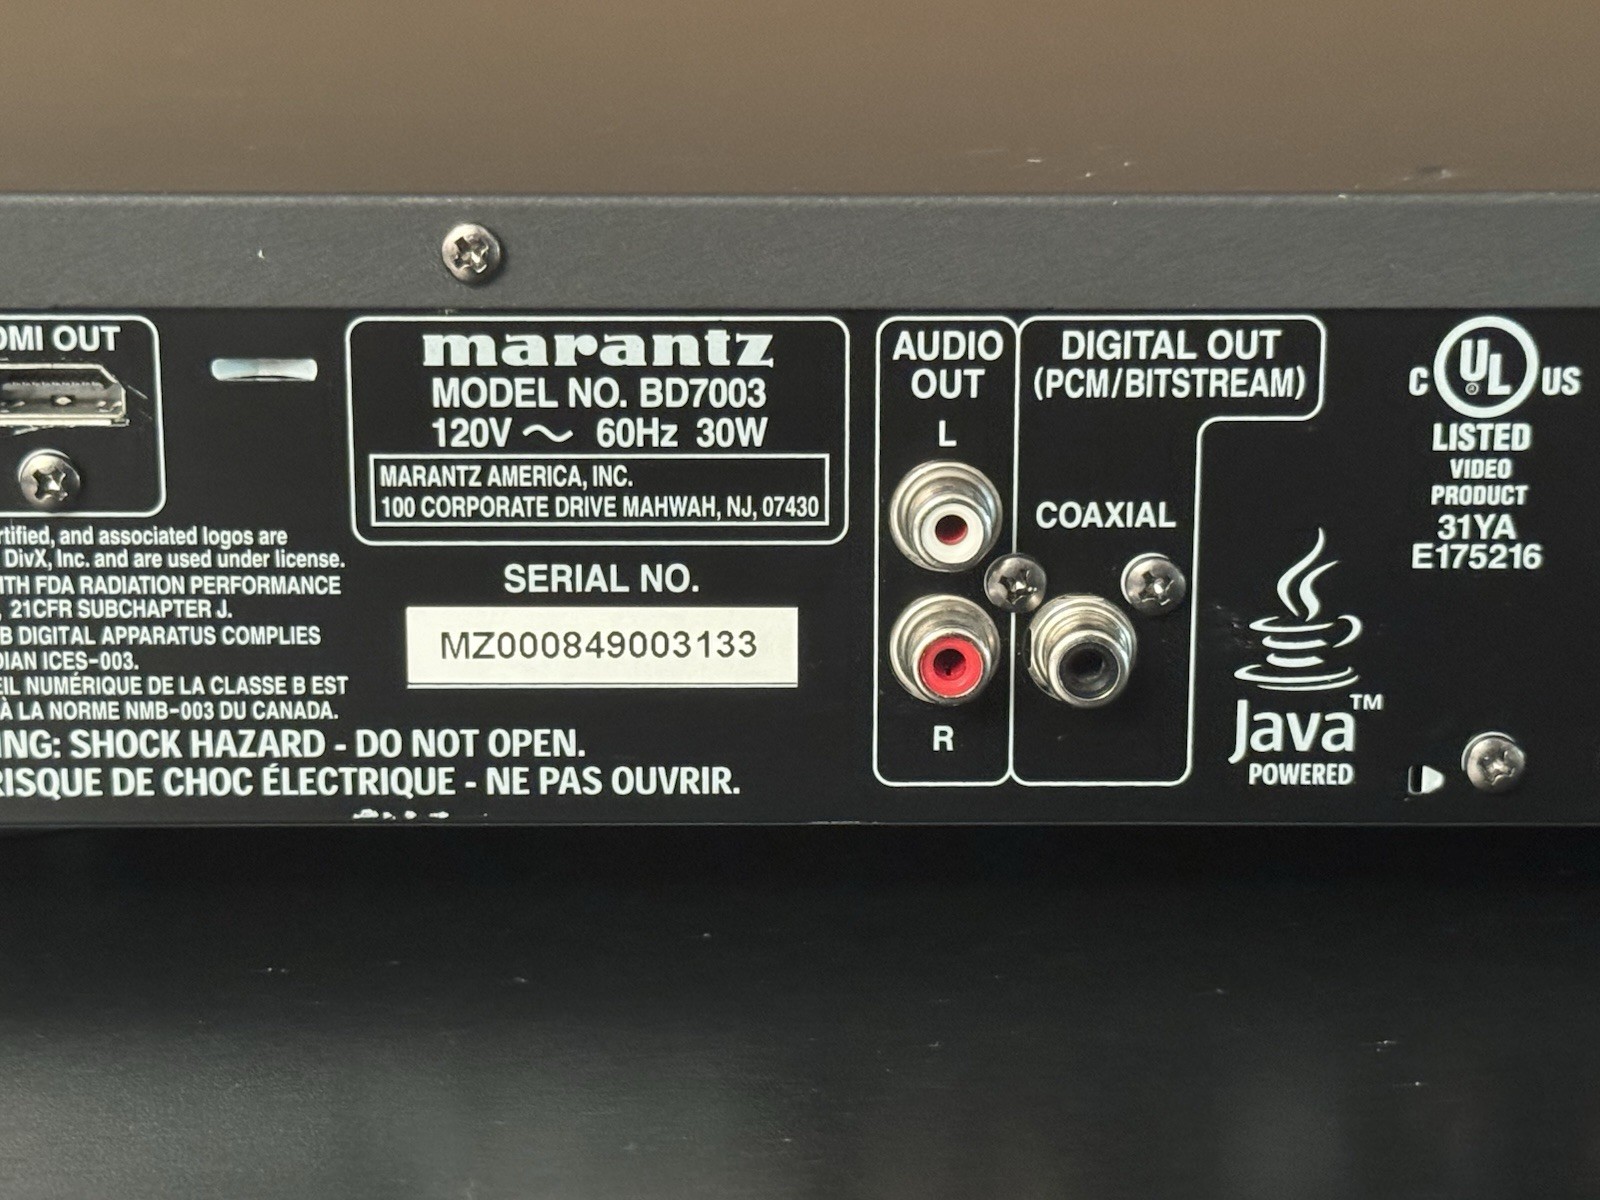 OMI OUT
marantz
MODEL NO. BD7003
120V ～ 60Hz 30W
MARANTZ AMERICA, INC.
100 CORPORATE DRIVE MAHWAH, NJ, 07430
SERIAL NO.
MZ000849003133
rtified, and associated logos are
DivX, Inc. and are used under license.
ITH FDA RADIATION PERFORMANCE
, 21CFR SUBCHAPTER J.
B DIGITAL APPARATUS COMPLIES
DIAN ICES-003.
EIL NUMÉRIQUE DE LA CLASSE B EST
À LA NORME NMB-003 DU CANADA.
ING: SHOCK HAZARD - DO NOT OPEN.
RISQUE DE CHOC ÉLECTRIQUE - NE PAS OUVRIR.
AUDIO
OUT
L
R
DIGITAL OUT
(PCM/BITSTREAM)
COAXIAL
Java™
POWERED
C UL US
LISTED
VIDEO
PRODUCT
31YA
E175216